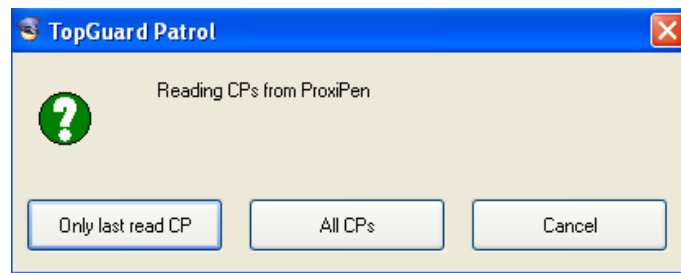 TopGuard Patrol
Reading CPs from ProxiPen
Only last read CP
All CPs
Cancel